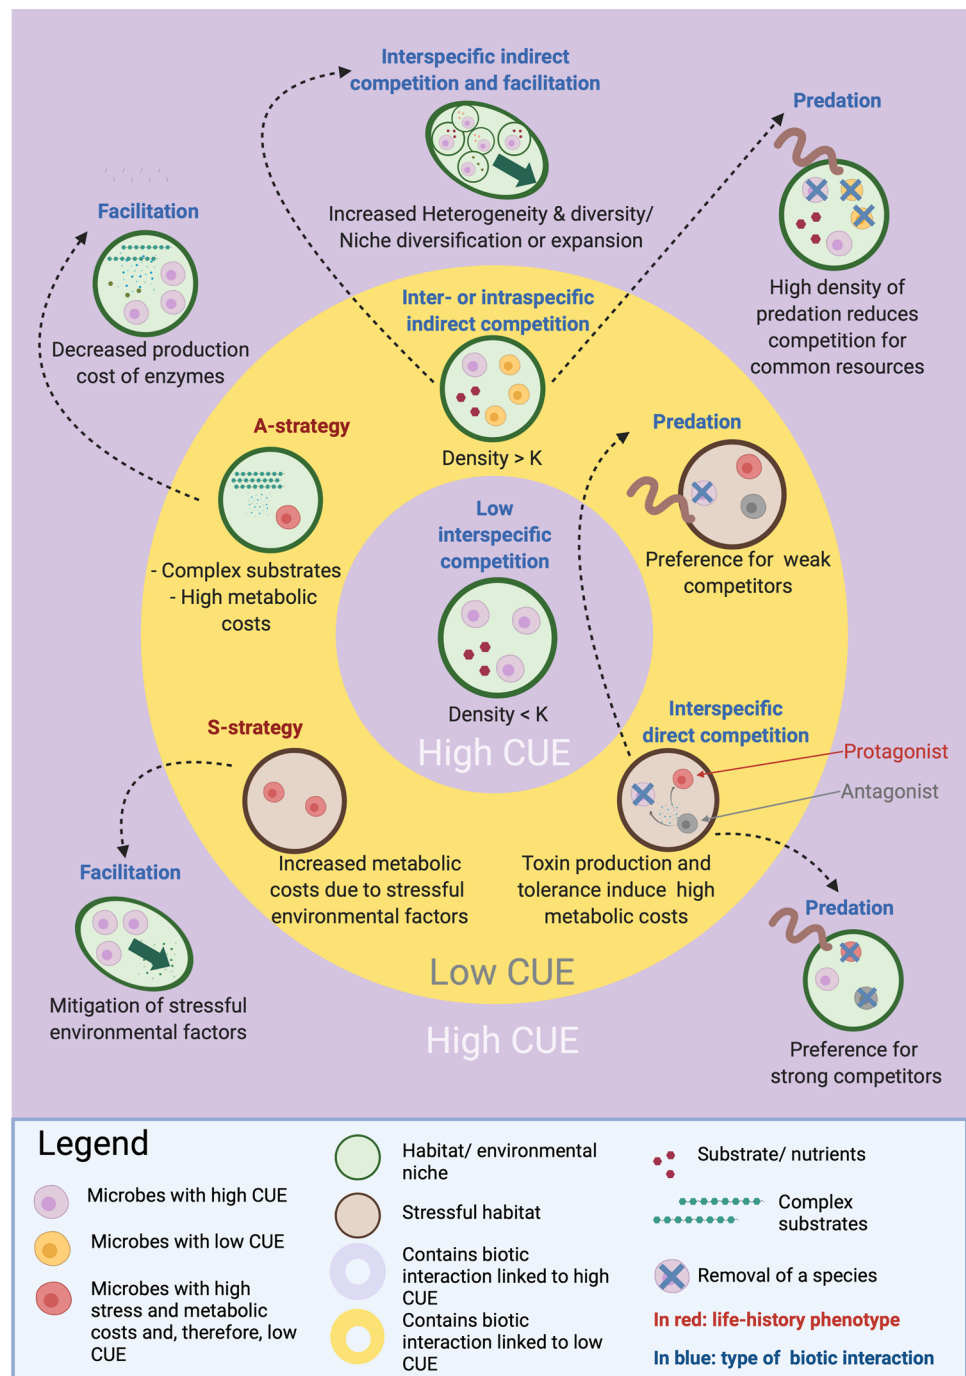 Interspecific indirect
competition and facilitation
Increased Heterogeneity & diversity/
Niche diversification or expansion
Predation
High density of
predation reduces
competition for
common resources
Facilitation
Decreased production
cost of enzymes
Inter- or intraspecific
indirect competition
Density > K
A-strategy
- Complex substrates
- High metabolic
costs
Predation
Preference for weak
competitors
Low
interspecific
competition
Density < K
High CUE
S-strategy
Increased metabolic
costs due to stressful
environmental factors
Interspecific
direct competition
Protagonist
Antagonist
Toxin production and
tolerance induce high
metabolic costs
Facilitation
Mitigation of stressful
environmental factors
Predation
Preference for
strong competitors
Low CUE
High CUE
Legend
Microbes with high CUE
Microbes with low CUE
Microbes with high
stress and metabolic
costs and, therefore, low
CUE
Habitat/ environmental
niche
Stressful habitat
Contains biotic
interaction linked to high
CUE
Contains biotic
interaction linked to low
CUE
Substrate/ nutrients
Complex
substrates
Removal of a species
In red: life-history phenotype
In blue: type of biotic interaction